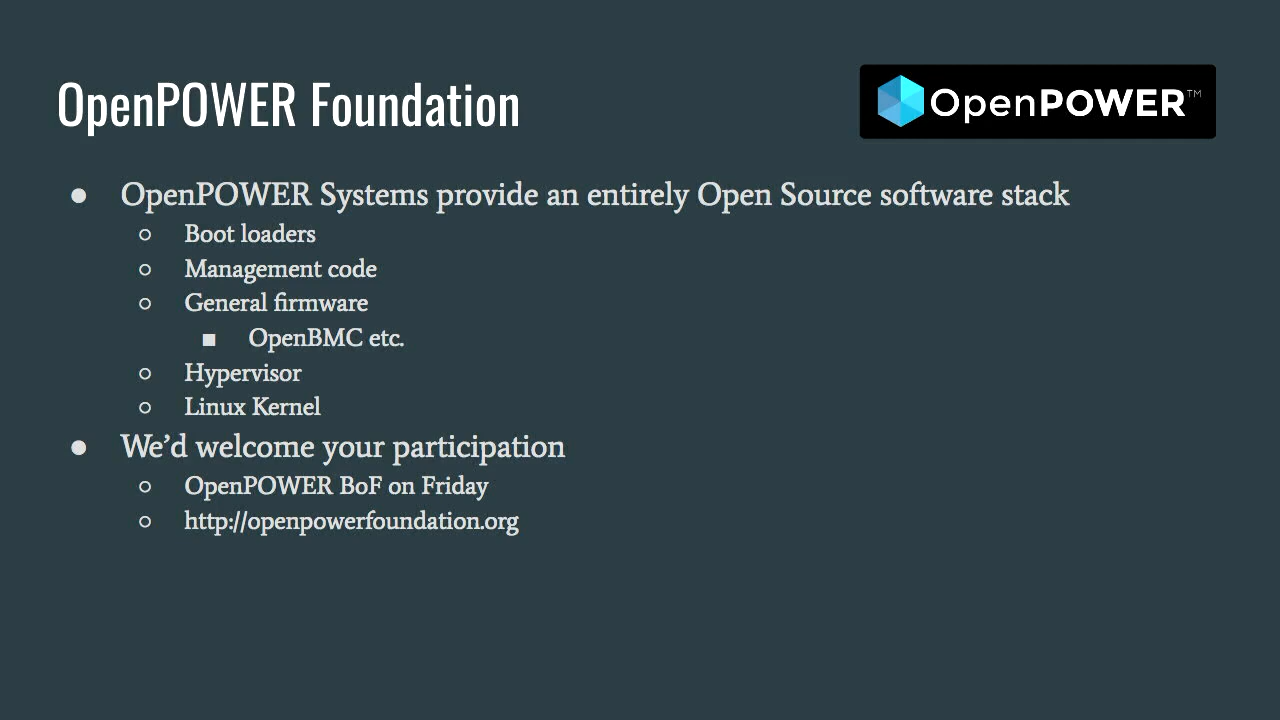 OpenPOWER Foundation
OpenPOWER™
● OpenPOWER Systems provide an entirely Open Source software stack
○ Boot loaders
○ Management code
○ General firmware
■ OpenBMC etc.
○ Hypervisor
○ Linux Kernel
● We’d welcome your participation
○ OpenPOWER BoF on Friday
○ http://openpowerfoundation.org